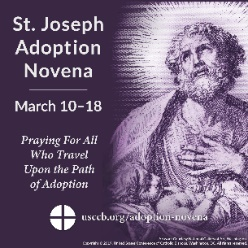 St. Joseph
Adoption
Novena
March 10–18
Praying For All
Who Travel
Upon the Path
of Adoption
usccb.org/adoption-novena